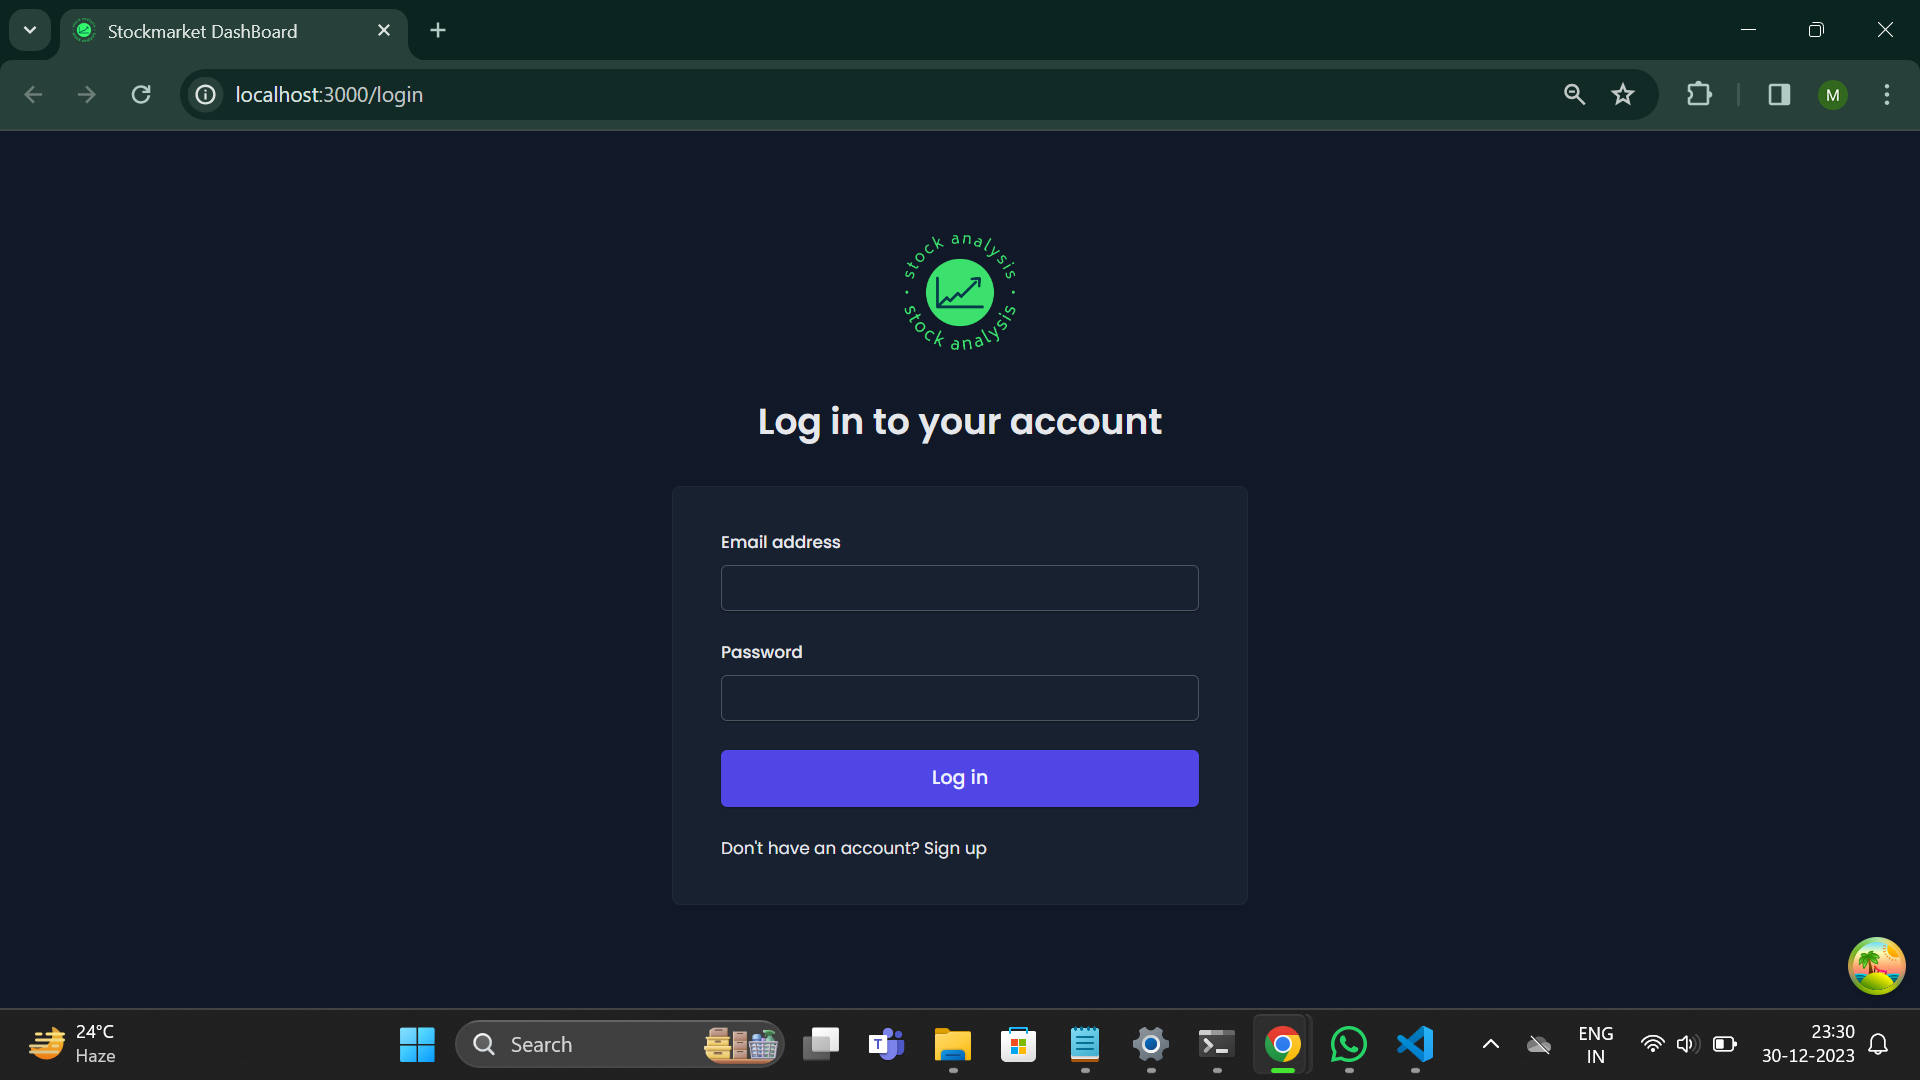 Stockmarket DashBoard
localhost:3000/login
M
stock analysis · stock analysis ·
Log in to your account
Email address
Password
Log in
Don't have an account? Sign up
24°C
Haze
Search
T
ENG
IN
23:30
30-12-2023